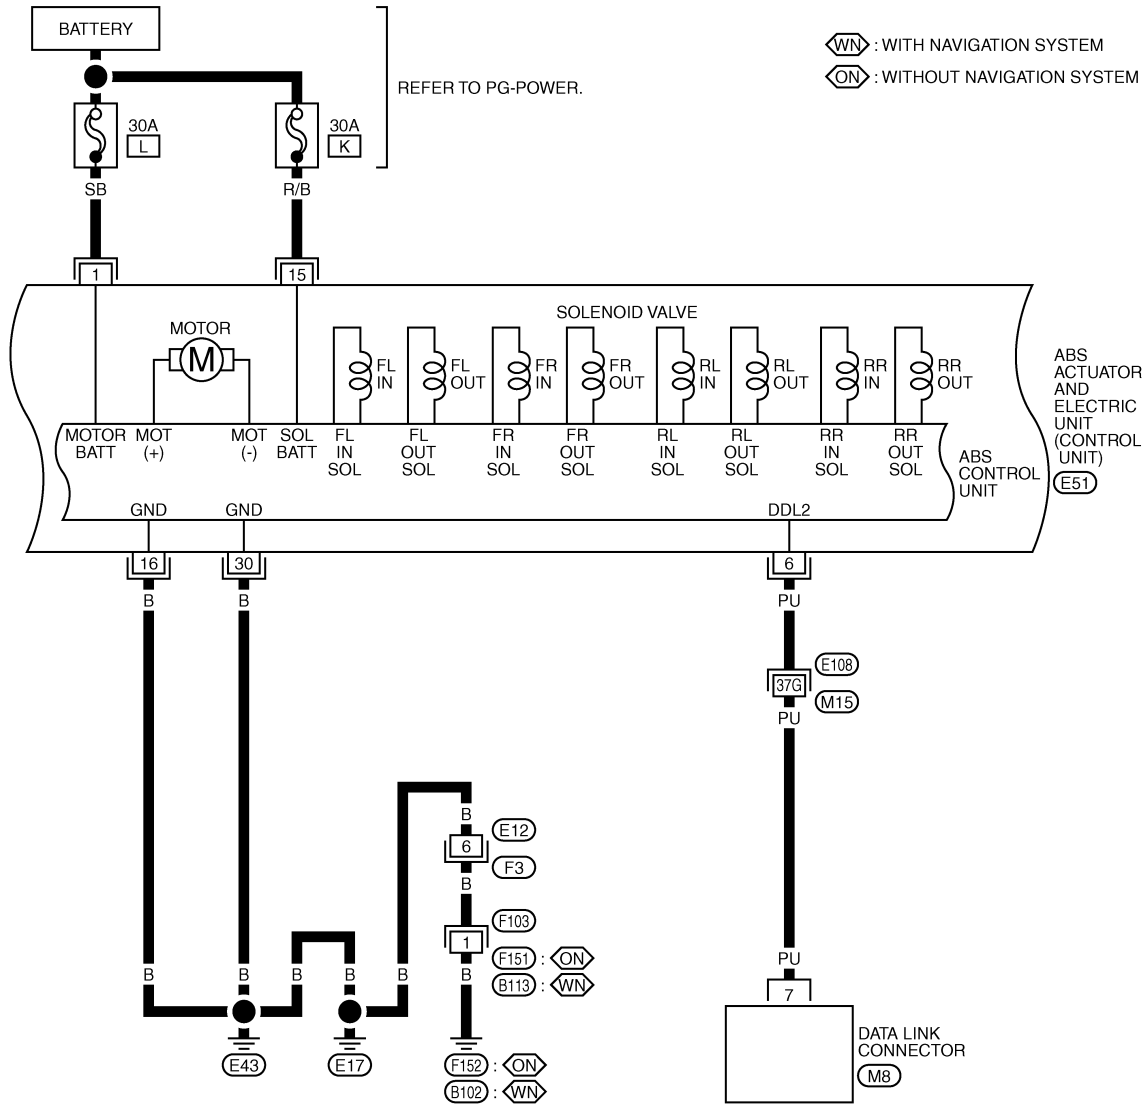 BATTERY
WN : WITH NAVIGATION SYSTEM
ON : WITHOUT NAVIGATION SYSTEM
REFER TO PG-POWER.
30A
L
30A
K
SB
R/B
1
15
SOLENOID VALVE
MOTOR
M
FL
IN
FL
OUT
FR
IN
FR
OUT
RL
IN
RL
OUT
RR
IN
RR
OUT
ABS
ACTUATOR
AND
ELECTRIC
UNIT
(CONTROL
UNIT)
E51
MOTOR
BATT
MOT
(+)
MOT
(-)
SOL
BATT
FL
IN
SOL
FL
OUT
SOL
FR
IN
SOL
FR
OUT
SOL
RL
IN
SOL
RL
OUT
SOL
RR
IN
SOL
RR
OUT
SOL
ABS
CONTROL
UNIT
GND
GND
DDL2
16
30
6
B
B
PU
37G
E108
M15
PU
B
6
E12
F3
B
1
F103
F151 : ON
B113 : WN
B
B
B
B
B
B
PU
7
E43
E17
F152 : ON
B102 : WN
DATA LINK
CONNECTOR
M8